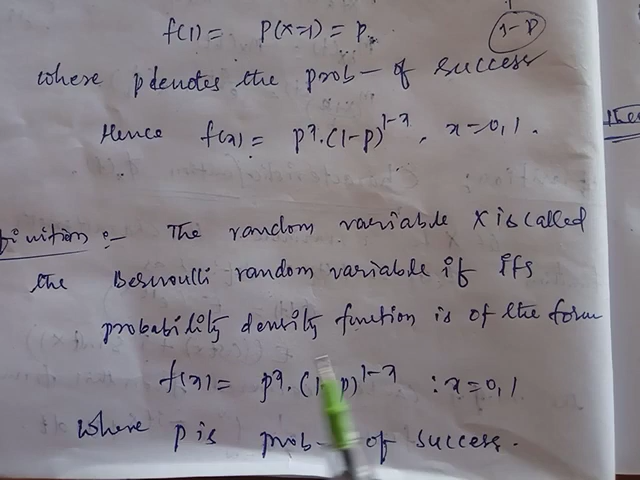 f(1) = P(X=1) = p.
1-p
where p denotes the prob- of success
Hence f(x) = p^x.(1-p)^{1-x}, x=0,1.
finition :- The random variable X is called
the Bernoulli random variable if its
probability density function is of the form
f(x) = p^x.(1-p)^{1-x} : x=0,1
where p is prob- of success.